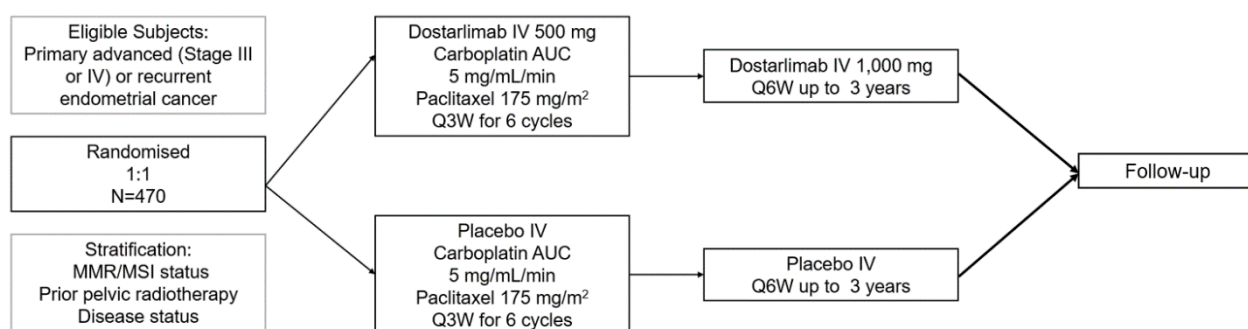 Eligible Subjects:
Primary advanced (Stage III
or IV) or recurrent
endometrial cancer
Randomised
1:1
N=470
Stratification:
MMR/MSI status
Prior pelvic radiotherapy
Disease status
Dostarlimab IV 500 mg
Carboplatin AUC
5 mg/mL/min
Paclitaxel 175 mg/m²
Q3W for 6 cycles
Placebo IV
Carboplatin AUC
5 mg/mL/min
Paclitaxel 175 mg/m²
Q3W for 6 cycles
Dostarlimab IV 1,000 mg
Q6W up to 3 years
Placebo IV
Q6W up to 3 years
Follow-up